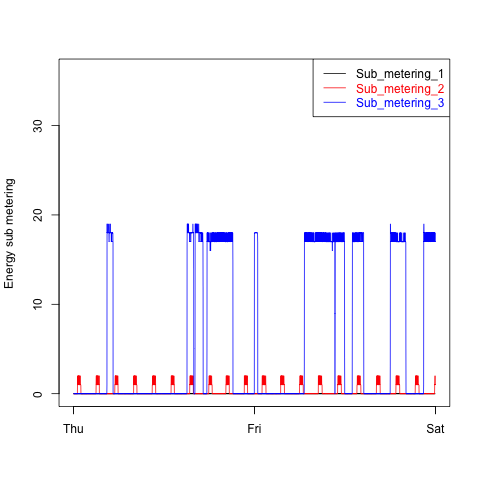 Sub_metering_1
Sub_metering_2
Sub_metering_3
Energy sub metering
30
20
10
0
Thu Fri Sat